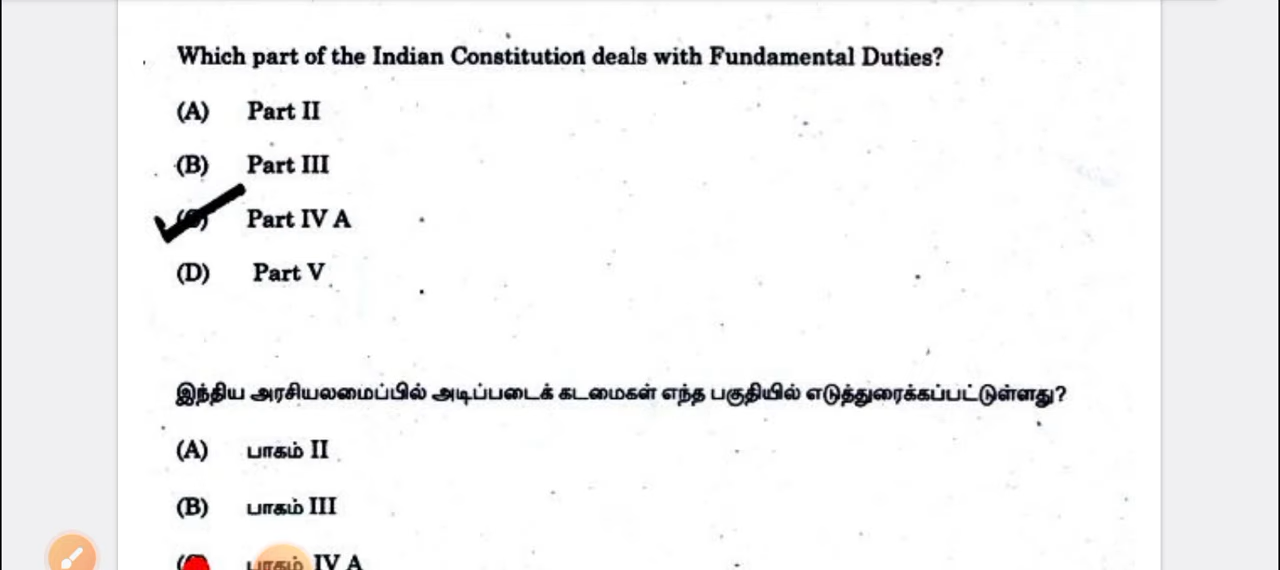 Which part of the Indian Constitution deals with Fundamental Duties?
(A) Part II
(B) Part III
Part IV A
(D) Part V
இந்திய அரசியலமைப்பில் அடிப்படைக் கடமைகள் எந்த பகுதியில் எடுத்துரைக்கப்பட்டுள்ளது?
(A) பாகம் II
(B) பாகம் III
பாகம் IV A